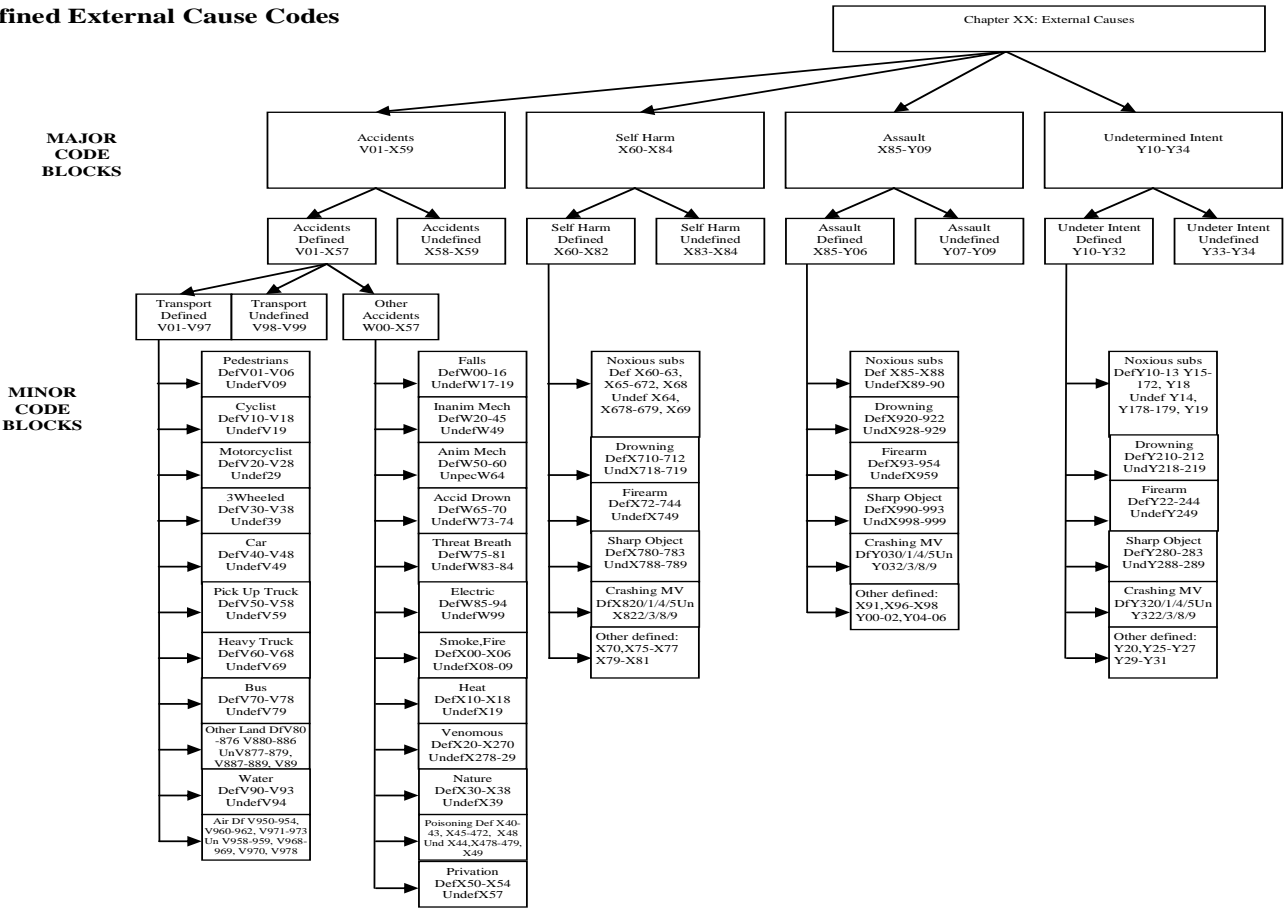 fined External Cause Codes
Chapter XX: External Causes
MAJOR
CODE
BLOCKS
Accidents
V01-X59
Self Harm
X60-X84
Assault
X85-Y09
Undetermined Intent
Y10-Y34
Accidents
Defined
V01-X57
Accidents
Undefined
X58-X59
Self Harm
Defined
X60-X82
Self Harm
Undefined
X83-X84
Assault
Defined
X85-Y06
Assault
Undefined
Y07-Y09
Undeter Intent
Defined
Y10-Y32
Undeter Intent
Undefined
Y33-Y34
Transport
Defined
V01-V97
Transport
Undefined
V98-V99
Other
Accidents
W00-X57
MINOR
CODE
BLOCKS
Pedestrians
DefV01-V06
UndefV09
Cyclist
DefV10-V18
UndefV19
Motorcyclist
DefV20-V28
Undef29
3Wheeled
DefV30-V38
Undef39
Car
DefV40-V48
UndefV49
Pick Up Truck
DefV50-V58
UndefV59
Heavy Truck
DefV60-V68
UndefV69
Bus
DefV70-V78
UndefV79
Other Land DfV80
-876 V880-886
UnV877-879,
V887-889, V89
Water
DefV90-V93
UndefV94
Air Df V950-954,
V960-962, V971-973
Un V958-959, V968-
969, V970, V978
Falls
DefW00-16
UndefW17-19
Inanim Mech
DefW20-45
UndefW49
Anim Mech
DefW50-60
UnpecW64
Accid Drown
DefW65-70
UndefW73-74
Threat Breath
DefW75-81
UndefW83-84
Electric
DefW85-94
UndefW99
Smoke,Fire
DefX00-X06
UndefX08-09
Heat
DefX10-X18
UndefX19
Venomous
DefX20-X270
UndefX278-29
Nature
DefX30-X38
UndefX39
Poisoning Def X40-
43, X45-472, X48
Und X44,X478-479,
X49
Privation
DefX50-X54
UndefX57
Noxious subs
Def X60-63,
X65-672, X68
Undef X64,
X678-679, X69
Drowning
DefX710-712
UndX718-719
Firearm
DefX72-744
UndefX749
Sharp Object
DefX780-783
UndX788-789
Crashing MV
DfX820/1/4/5Un
X822/3/8/9
Other defined:
X70,X75-X77
X79-X81
Noxious subs
Def X85-X88
UndefX89-90
Drowning
DefX920-922
UndX928-929
Firearm
DefX93-954
UndefX959
Sharp Object
DefX990-993
UndX998-999
Crashing MV
DfY030/1/4/5Un
Y032/3/8/9
Other defined:
X91,X96-X98
Y00-02,Y04-06
Noxious subs
DefY10-13 Y15-
172, Y18
Undef Y14,
Y178-179, Y19
Drowning
DefY210-212
UndY218-219
Firearm
DefY22-244
UndefY249
Sharp Object
DefY280-283
UndY288-289
Crashing MV
DfY320/1/4/5Un
Y322/3/8/9
Other defined:
Y20,Y25-Y27
Y29-Y31